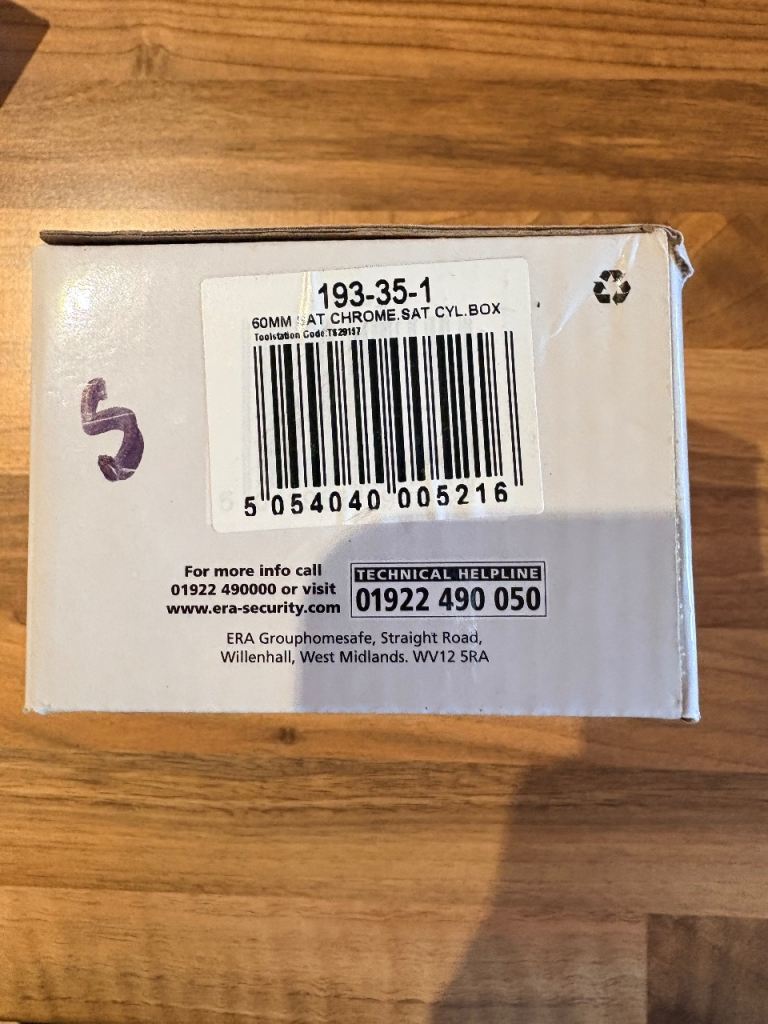 193-35-1
60MM AT CHROME.SAT CYL.BOX
Toolstation Code:TS29197
5 054040 005216
5
For more info call
01922 490000 or visit
www.era-security.com
TECHNICAL HELPLINE
01922 490 050
ERA Grouphomesafe, Straight Road,
Willenhall, West Midlands. WV12 5RA